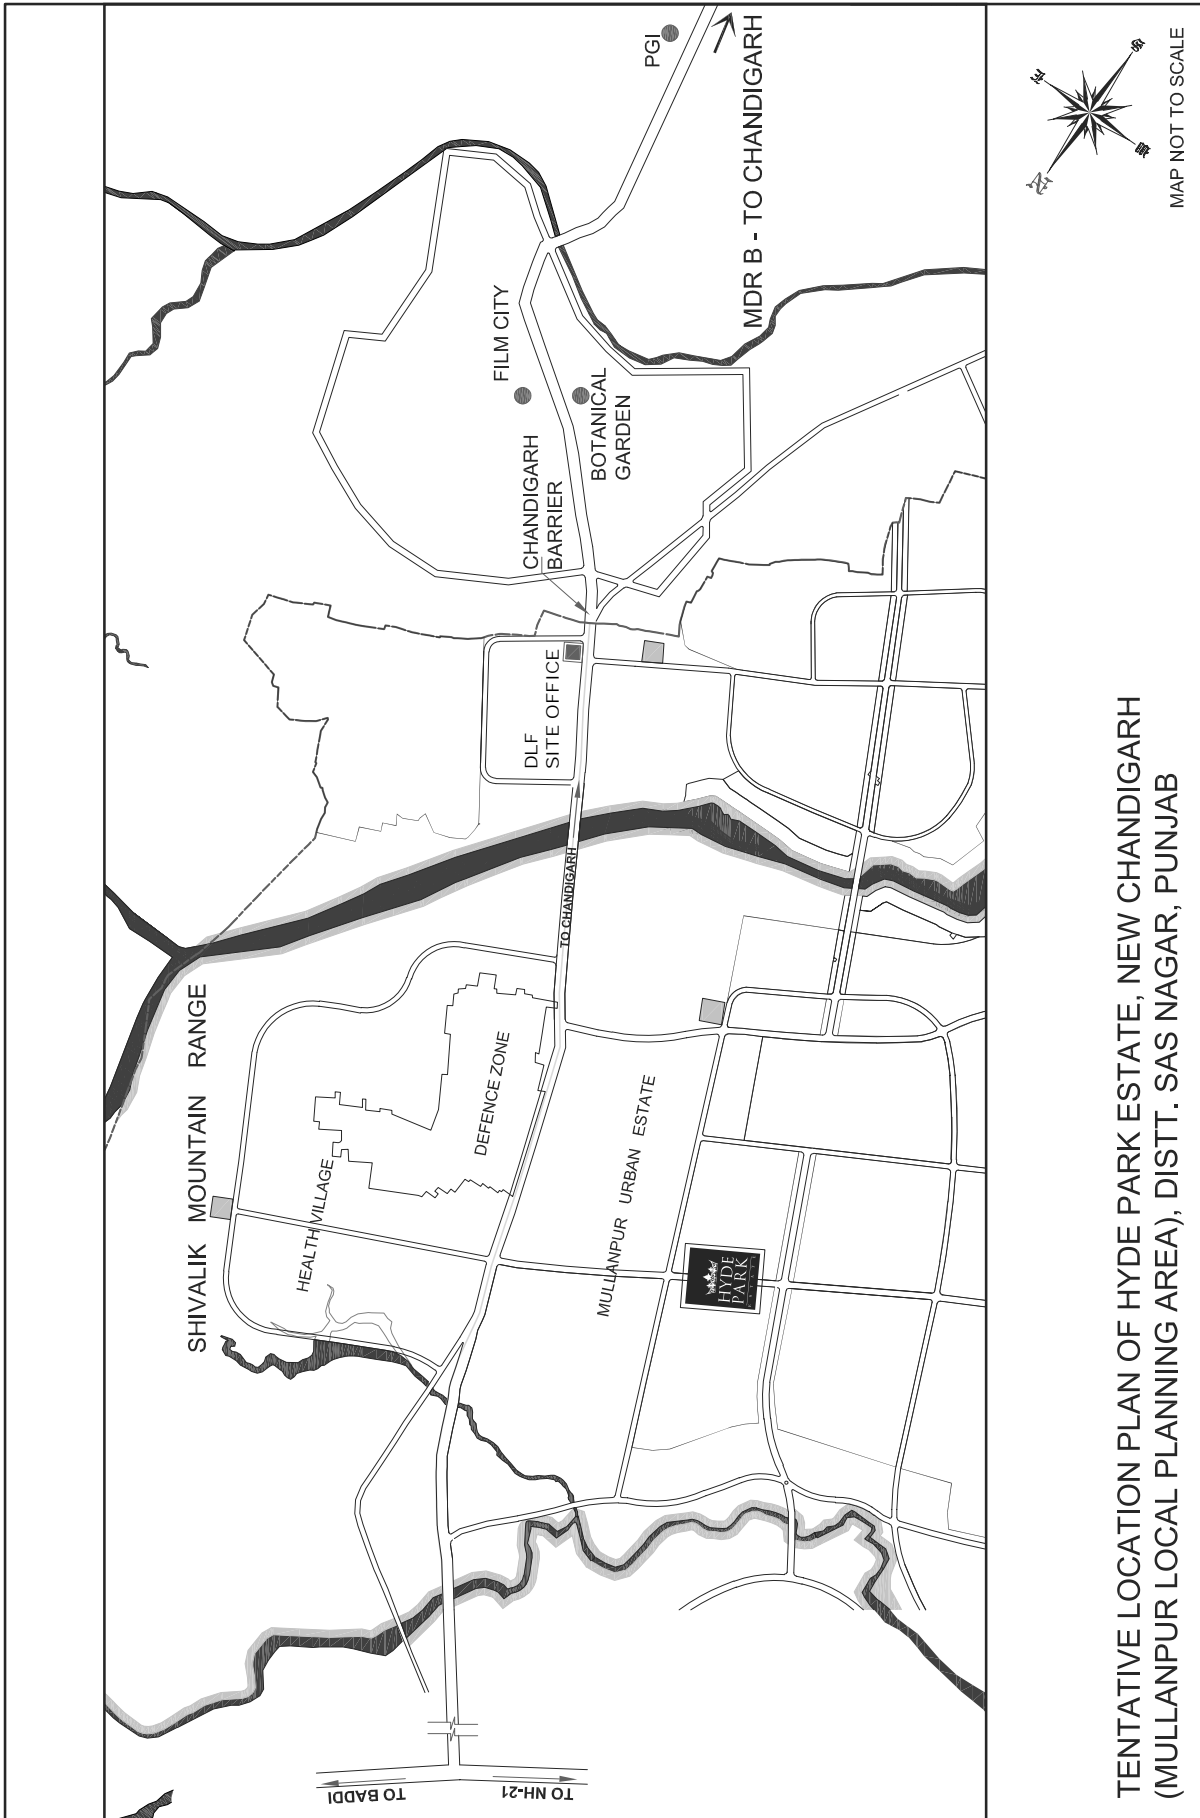 PGI
MDR B - TO CHANDIGARH
FILM CITY
BOTANICAL
GARDEN
CHANDIGARH
BARRIER
DLF
SITE OFFICE
TO CHANDIGARH
SHIVALIK MOUNTAIN RANGE
DEFENCE ZONE
HEALTH VILLAGE
MULLANPUR URBAN ESTATE
HYDE
PARK
ESTATE
TO BADDI
TO NH-21
N
MAP NOT TO SCALE
TENTATIVE LOCATION PLAN OF HYDE PARK ESTATE, NEW CHANDIGARH
(MULLANPUR LOCAL PLANNING AREA), DISTT. SAS NAGAR, PUNJAB